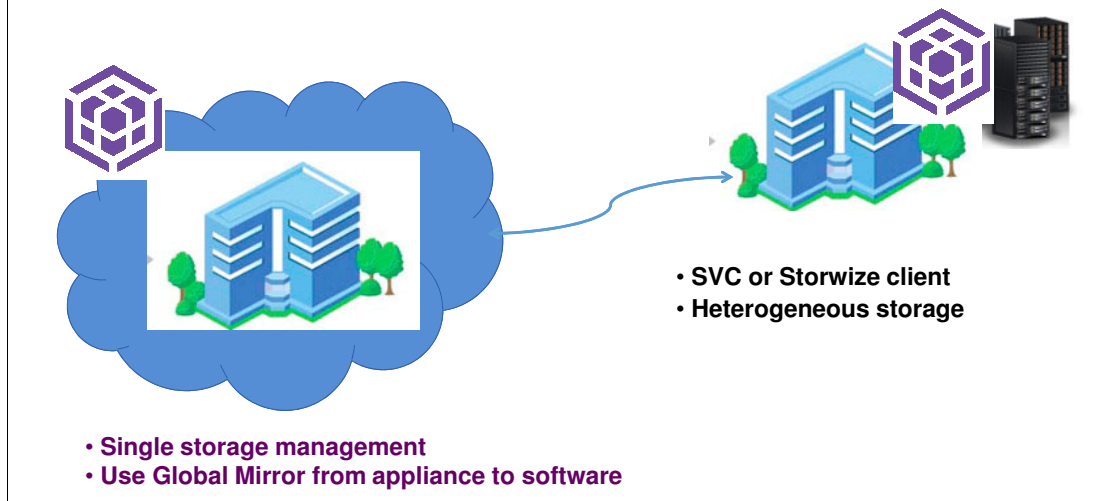 • SVC or Storwize client
• Heterogeneous storage
• Single storage management
• Use Global Mirror from appliance to software